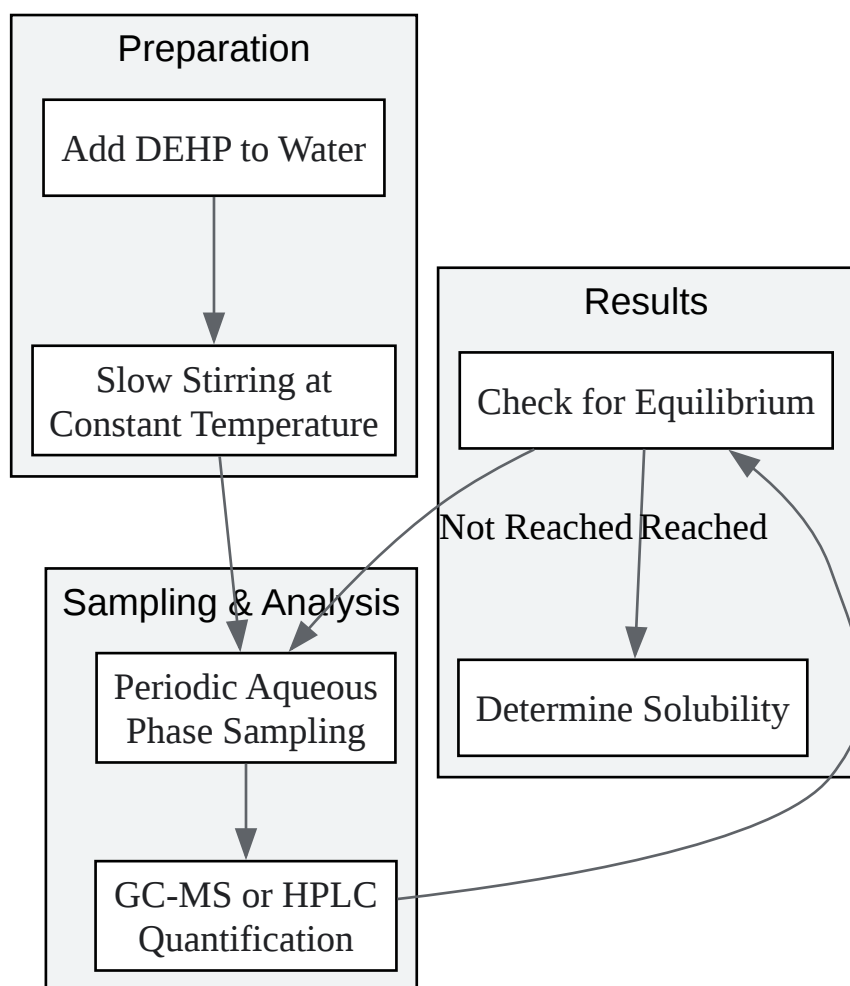 Preparation
Add DEHP to Water
Slow Stirring at
Constant Temperature
Results
Check for Equilibrium
Not Reached
Reached
Determine Solubility
Sampling & Analysis
Periodic Aqueous
Phase Sampling
GC-MS or HPLC
Quantification